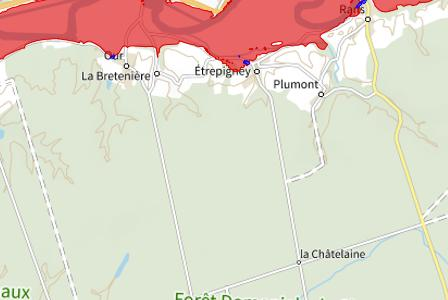 Rans
Our
La Bretenière
Étrepigney
Plumont
la Châtelaine
aux